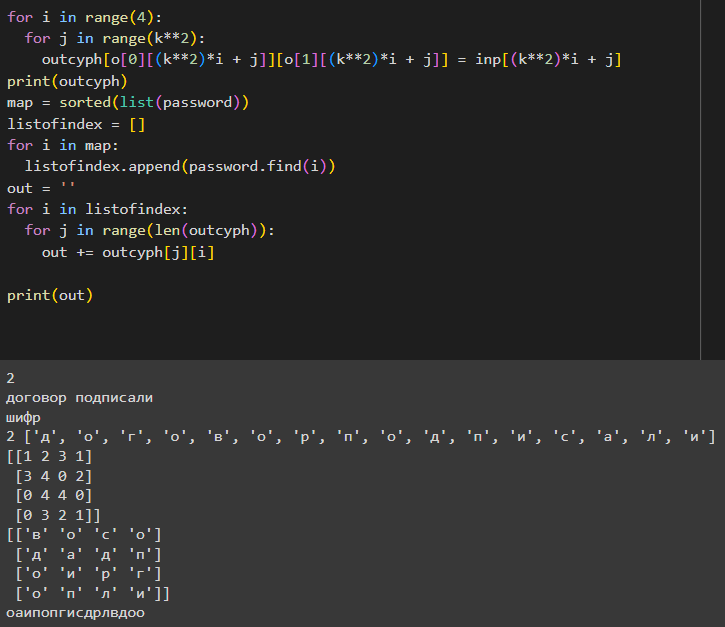 for i in range(4):
  for j in range(k**2):
    outcyph[o[0][(k**2)*i + j]][o[1][(k**2)*i + j]] = inp[(k**2)*i + j]
print(outcyph)
map = sorted(list(password))
listofindex = []
for i in map:
  listofindex.append(password.find(i))
out = ''
for i in listofindex:
  for j in range(len(outcyph)):
    out += outcyph[j][i]

print(out)
2
договор подписали
шифр
2 ['д', 'о', 'г', 'о', 'в', 'о', 'р', 'п', 'о', 'д', 'п', 'и', 'с', 'а', 'л', 'и']
[[1 2 3 1]
 [3 4 0 2]
 [0 4 4 0]
 [0 3 2 1]]
[['в' 'о' 'с' 'о']
 ['д' 'а' 'д' 'п']
 ['о' 'и' 'р' 'г']
 ['о' 'п' 'л' 'и']]
оаипопгисдрлвдоо